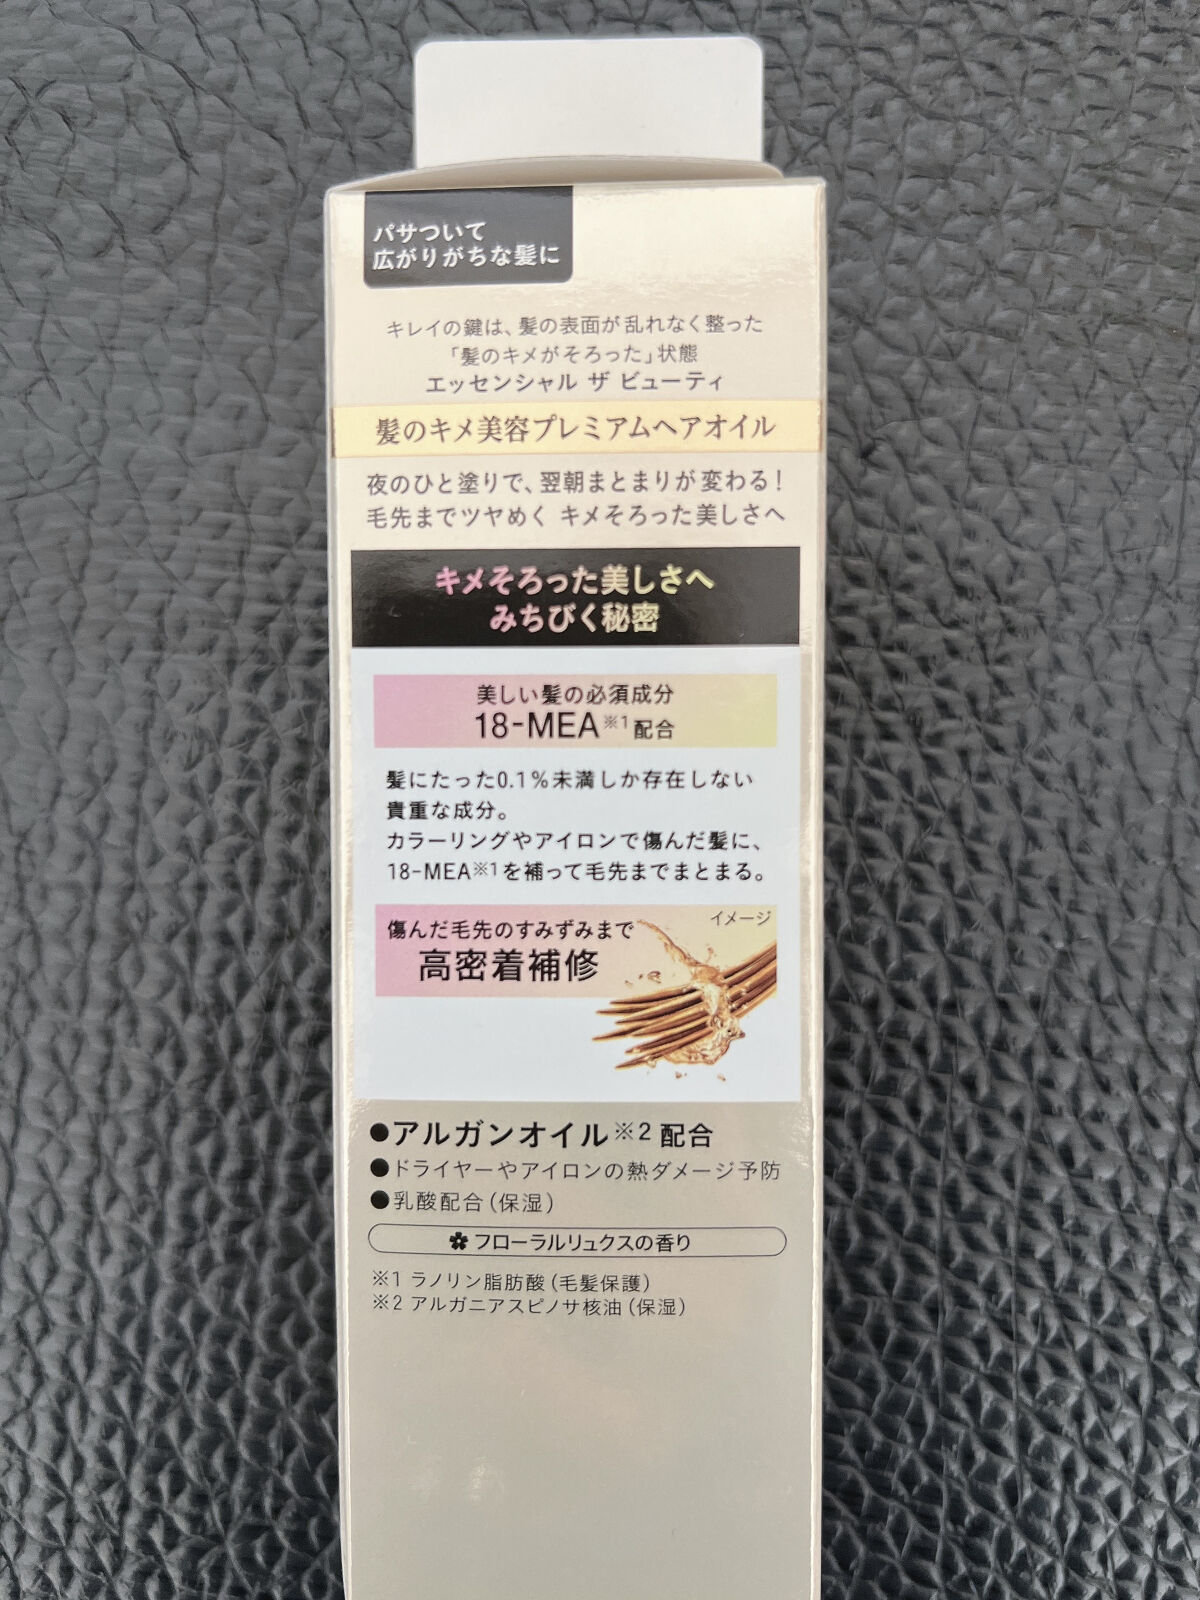 パサついて
広がりがちな髪に
キレイの鍵は、髪の表面が乱れなく整った
「髪のキメがそろった」状態
エッセンシャル ザ ビューティ
髪のキメ美容プレミアムヘアオイル
夜のひと塗りで、翌朝まとまりが変わる！
毛先までツヤめく キメそろった美しさへ
キメそろった美しさへ
みちびく秘密
美しい髪の必須成分
18-MEA※1配合
髪にたった0.1％未満しか存在しない
貴重な成分。
カラーリングやアイロンで傷んだ髪に、
18-MEA※1を補って毛先までまとまる。
イメージ
傷んだ毛先のすみずみまで
高密着補修
●アルガンオイル※2配合
●ドライヤーやアイロンの熱ダメージ予防
●乳酸配合（保湿）
フローラルリュクスの香り
※1 ラノリン脂肪酸（毛髪保護）
※2 アルガニアスピノサ核油（保湿）